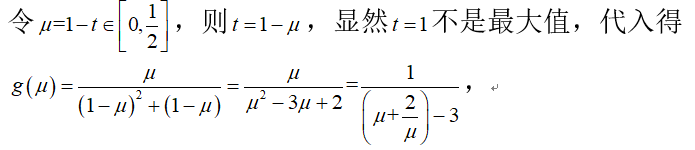 令 μ=1−t∈[0,1/2]，则 t=1−μ，显然 t=1 不是最大值，代入得
g(μ)=μ/((1−μ)²+(1−μ))=μ/(μ²−3μ+2)=1/((μ+2/μ)−3)，